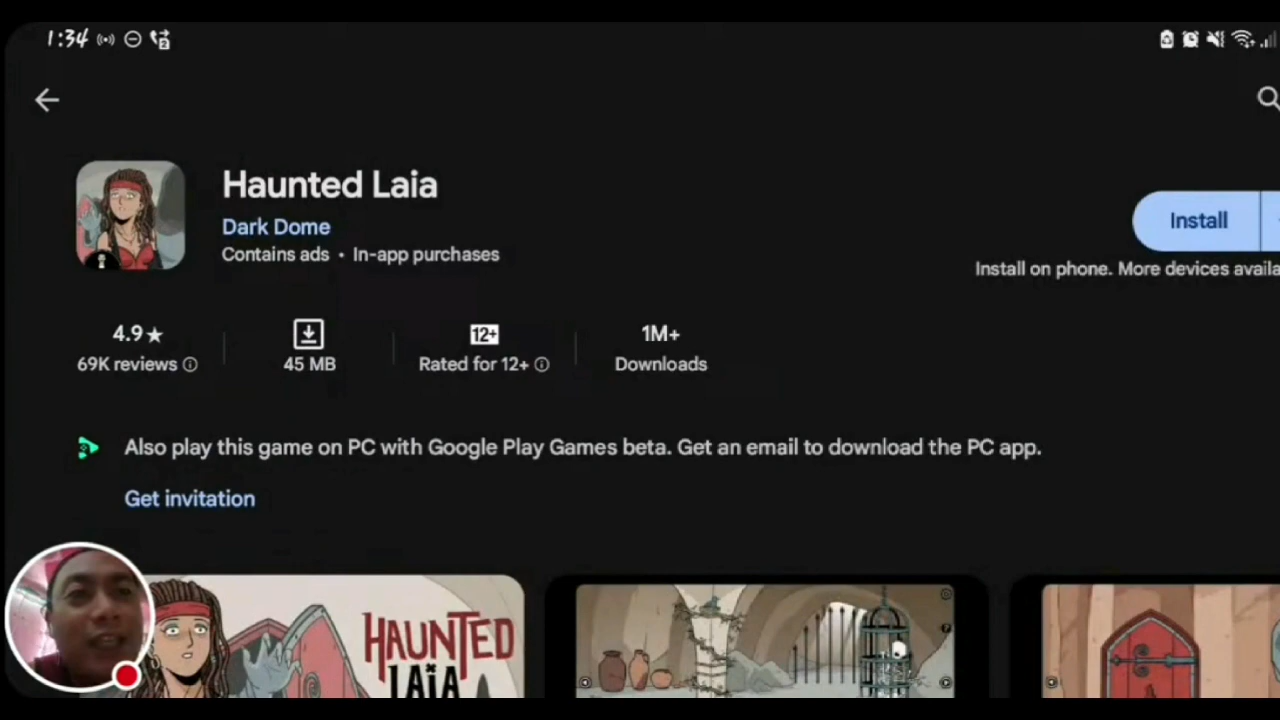 1:34
Haunted Laia
Dark Dome
Contains ads • In-app purchases
Install
Install on phone. More devices availa
4.9★
69K reviews
45 MB
12+
Rated for 12+
1M+
Downloads
Also play this game on PC with Google Play Games beta. Get an email to download the PC app.
Get invitation
HAUNTED
LAIA